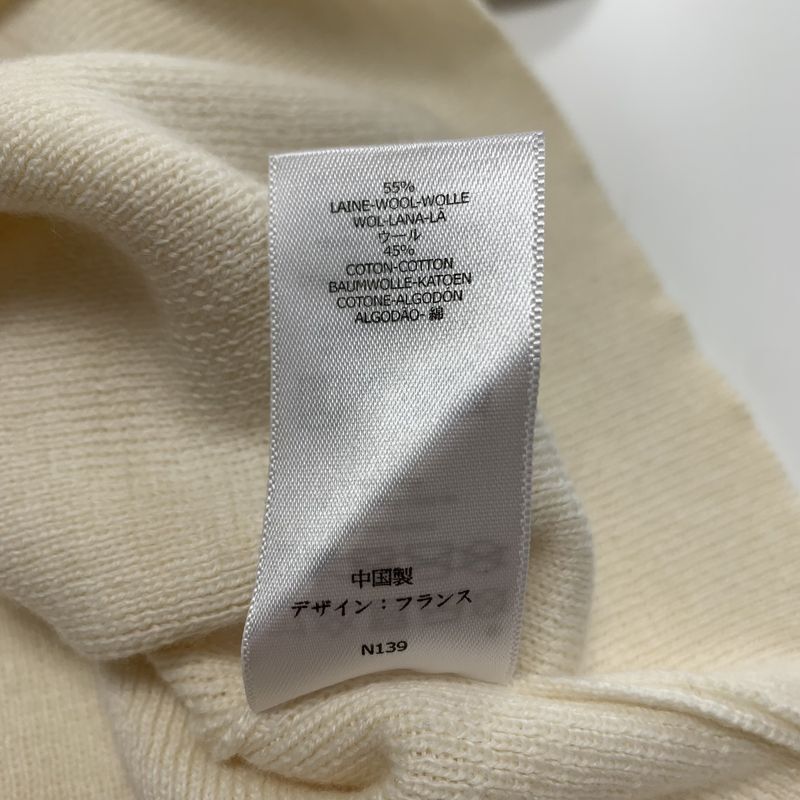 55%
LAINE-WOOL-WOLLE
WOL-LANA-LÃ
ウール
45%
COTON-COTTON
BAUMWOLLE-KATOEN
COTONE-ALGODON
ALGODÃO-綿
中国製
デザイン：フランス
N139